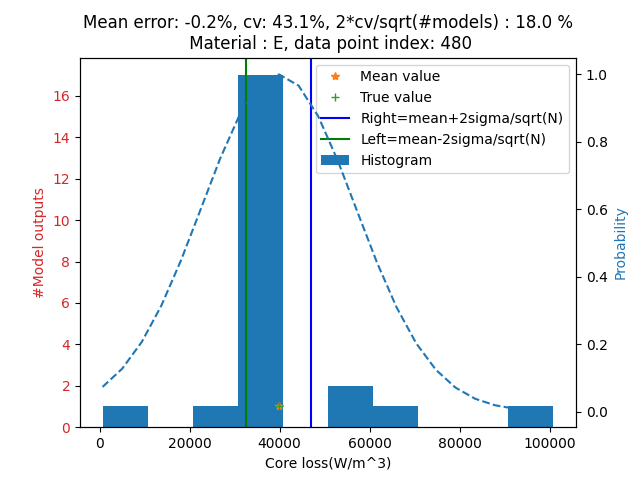 Mean error: -0.2%, cv: 43.1%, 2*cv/sqrt(#models) : 18.0 %
Material : E, data point index: 480
Mean value
True value
Right=mean+2sigma/sqrt(N)
Left=mean-2sigma/sqrt(N)
Histogram
#Model outputs
16
14
12
10
8
6
4
2
0
Probability
1.0
0.8
0.6
0.4
0.2
0.0
0 20000 40000 60000 80000 100000
Core loss(W/m^3)